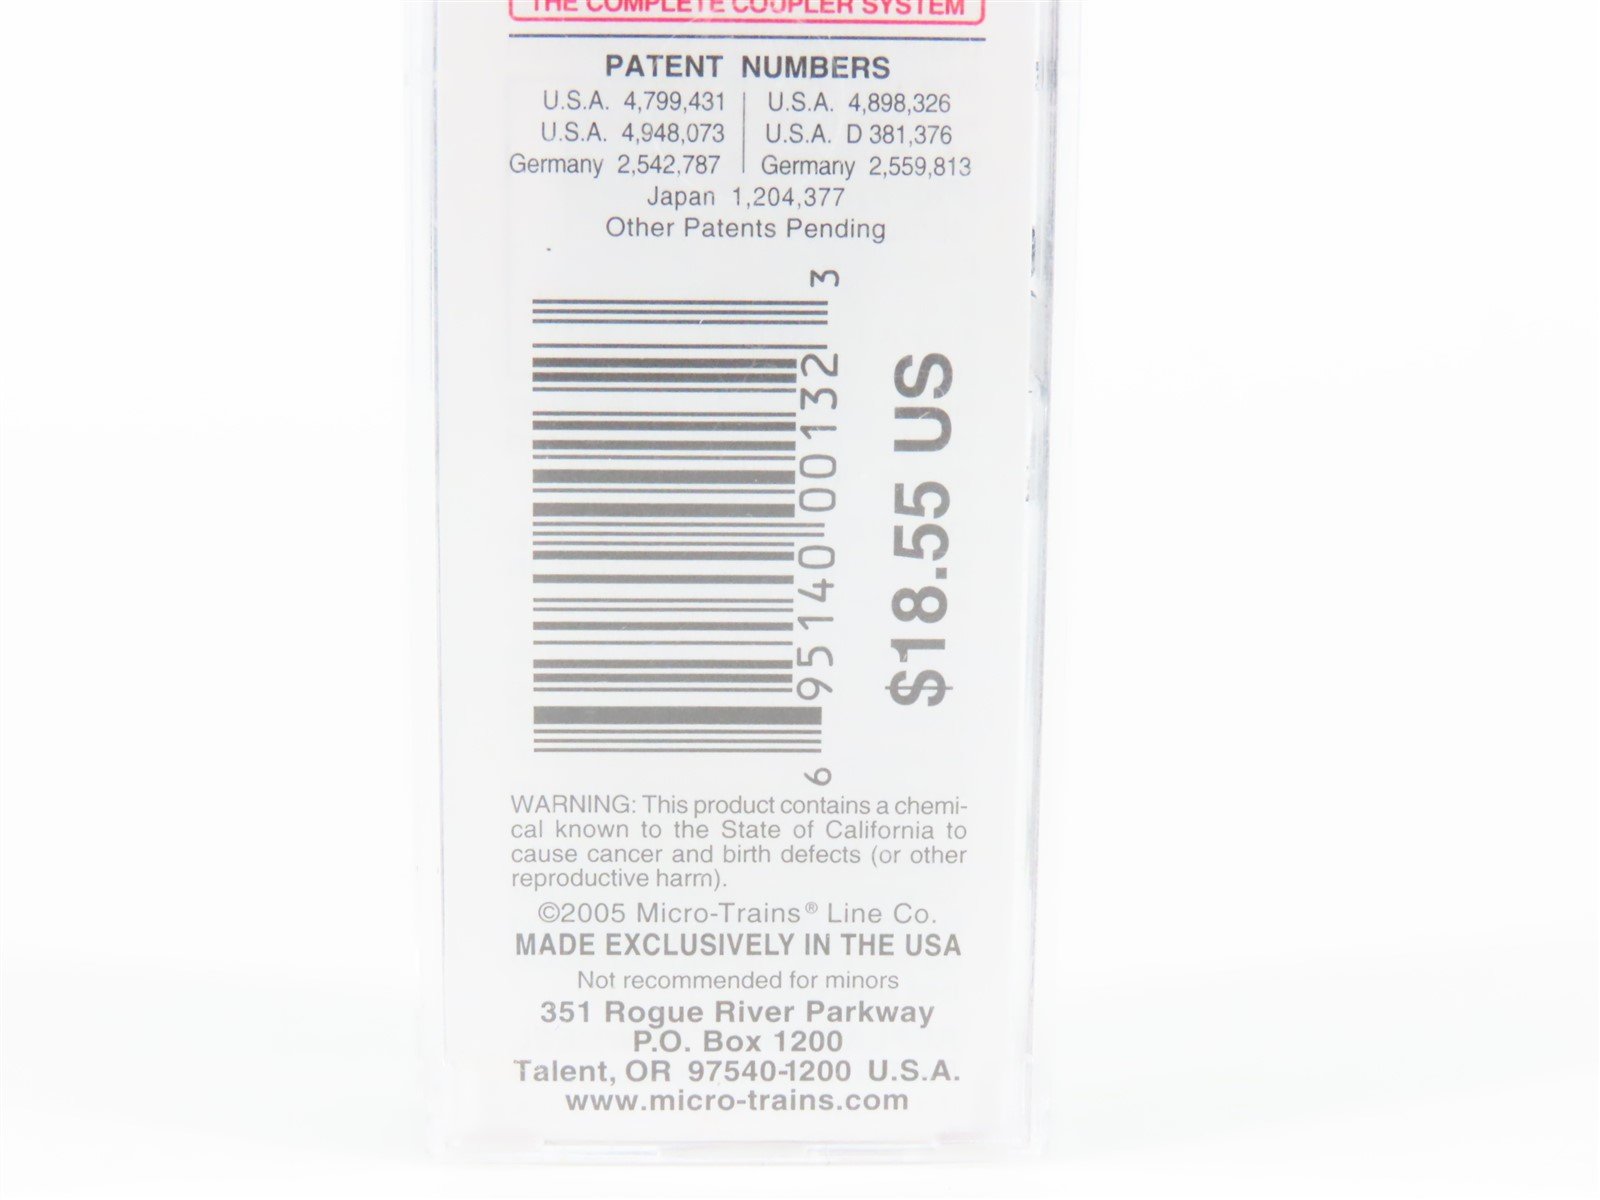 THE COMPLETE COUPLER SYSTEM
PATENT NUMBERS
U.S.A. 4,799,431 U.S.A. 4,898,326
U.S.A. 4,948,073 U.S.A. D 381,376
Germany 2,542,787 Germany 2,559,813
Japan 1,204,377
Other Patents Pending
6 95140 00132 3
$18.55 US
WARNING: This product contains a chemi-
cal known to the State of California to
cause cancer and birth defects (or other
reproductive harm).
©2005 Micro-Trains® Line Co.
MADE EXCLUSIVELY IN THE USA
Not recommended for minors
351 Rogue River Parkway
P.O. Box 1200
Talent, OR 97540-1200 U.S.A.
www.micro-trains.com